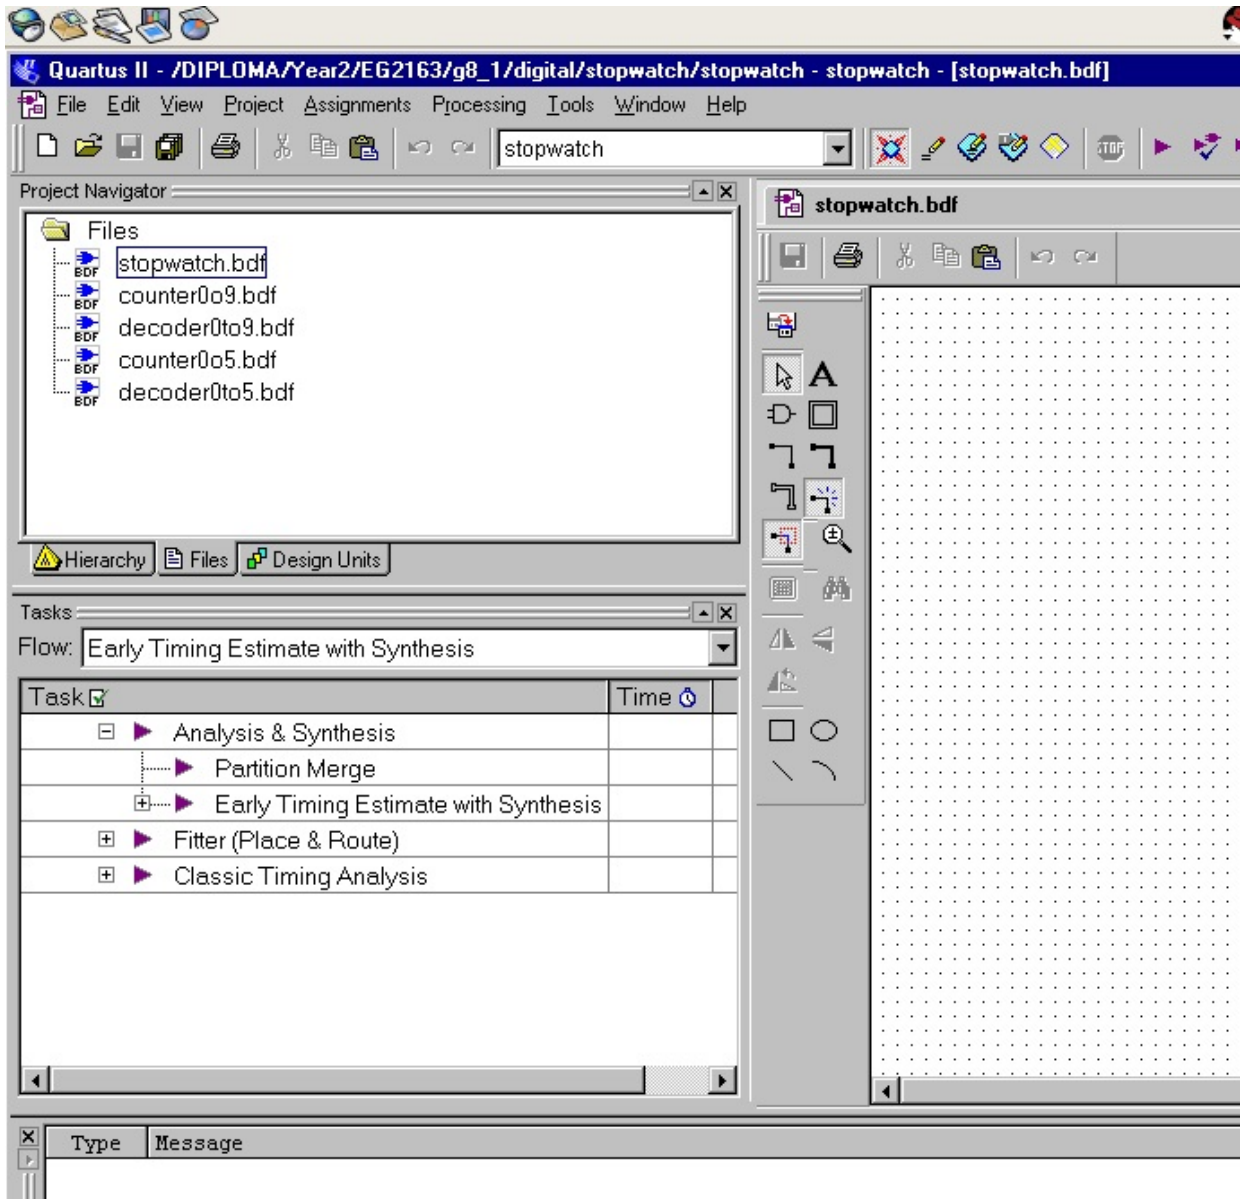 Quartus II - /DIPLOMA/Year2/EG2163/g8_1/digital/stopwatch/stopwatch - stopwatch - [stopwatch.bdf]
File Edit View Project Assignments Processing Tools Window Help
stopwatch
STOP
Project Navigator
Files
BDF stopwatch.bdf
BDF counter0o9.bdf
BDF decoder0to9.bdf
BDF counter0o5.bdf
BDF decoder0to5.bdf
Hierarchy Files Design Units
Tasks
Flow: Early Timing Estimate with Synthesis
Task Time
Analysis & Synthesis
Partition Merge
Early Timing Estimate with Synthesis
Fitter (Place & Route)
Classic Timing Analysis
stopwatch.bdf
A
Type Message